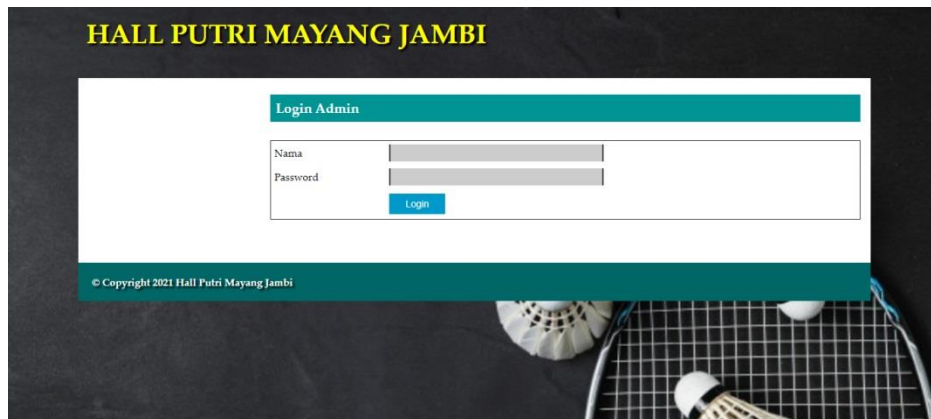 HALL PUTRI MAYANG JAMBI
Login Admin
Nama
Password
Login
© Copyright 2021 Hall Putri Mayang Jambi